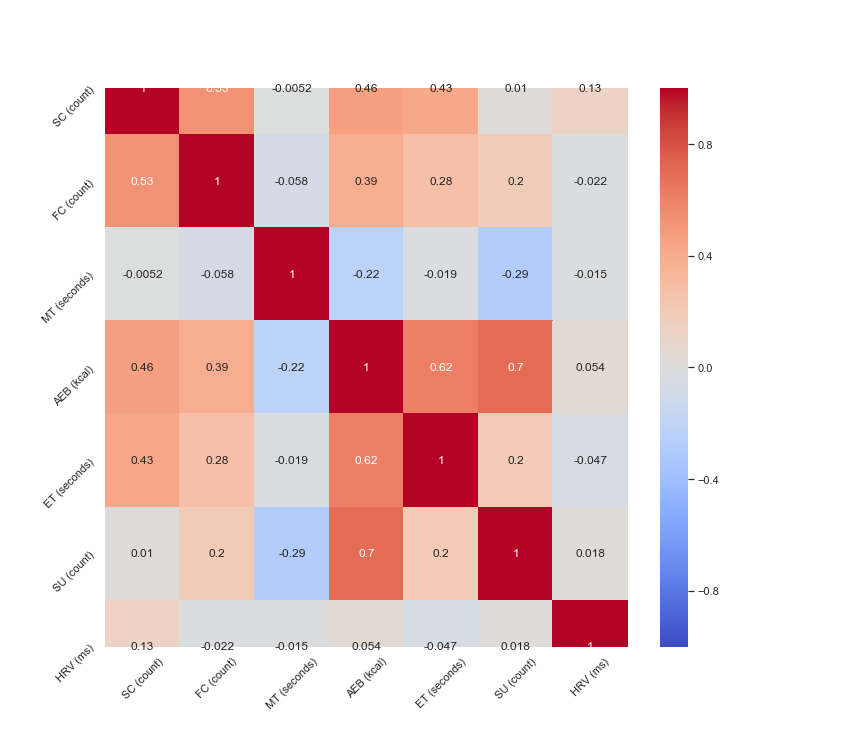 SC (count) 1 0.53 -0.0052 0.46 0.43 0.01 0.13
0.8
FC (count) 0.53 1 -0.058 0.39 0.28 0.2 -0.022
0.4
MT (seconds) -0.0052 -0.058 1 -0.22 -0.019 -0.29 -0.015
AEB (kcal) 0.46 0.39 -0.22 1 0.62 0.7 0.054
0.0
ET (seconds) 0.43 0.28 -0.019 0.62 1 0.2 -0.047
-0.4
SU (count) 0.01 0.2 -0.29 0.7 0.2 1 0.018
-0.8
HRV (ms) 0.13 -0.022 -0.015 0.054 -0.047 0.018 1
SC (count) FC (count) MT (seconds) AEB (kcal) ET (seconds) SU (count) HRV (ms)